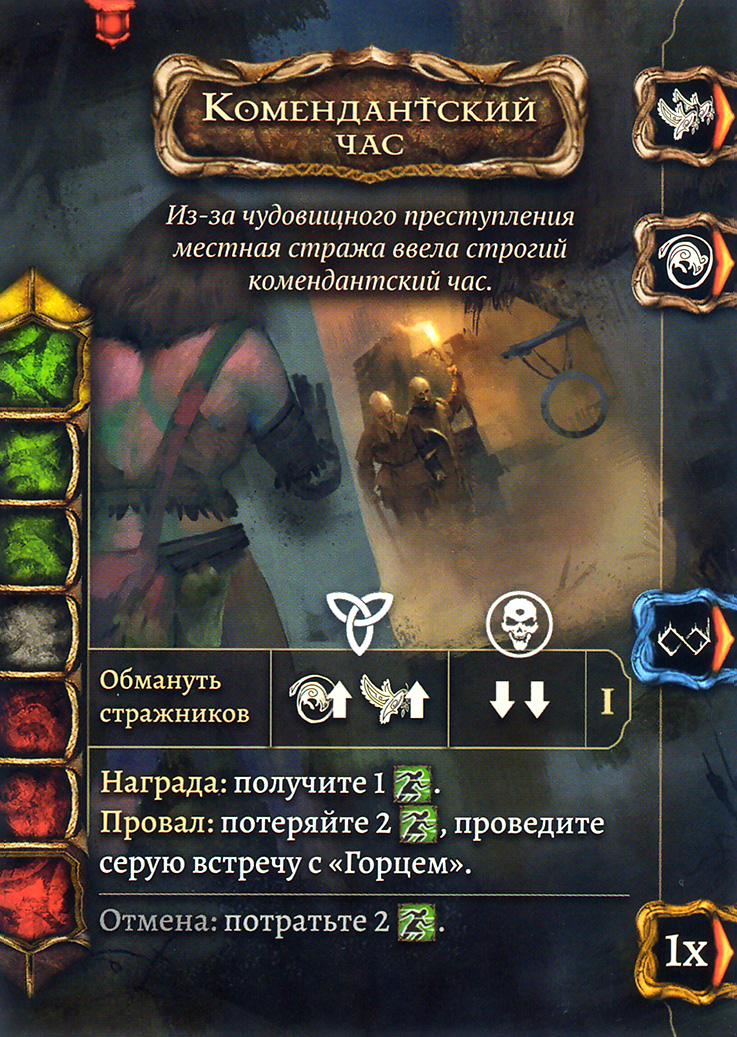 Комендантский
час
Из-за чудовищного преступления
местная стража ввела строгий
комендантский час.
Обмануть
стражников
I
Награда: получите 1 .
Провал: потеряйте 2 , проведите
серую встречу с «Горцем».
Отмена: потратьте 2 .
1x